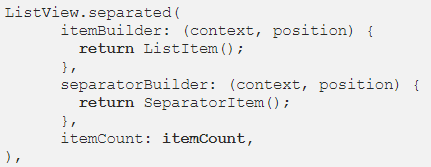 ListView.separated(
      itemBuilder: (context, position) {
        return ListItem();
      },
      separatorBuilder: (context, position) {
        return SeparatorItem();
      },
      itemCount: itemCount,
),